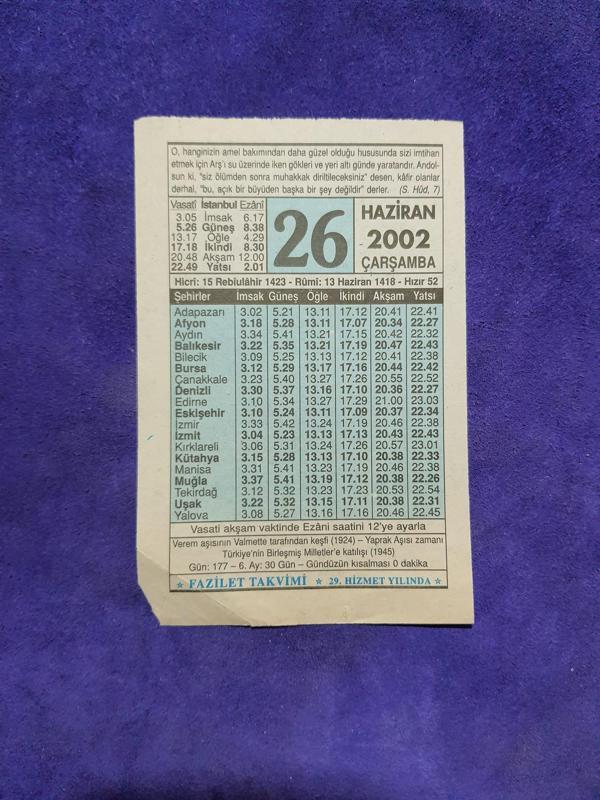 O, hanginizin amel bakımından daha güzel olduğu hususunda sizi imtihan
etmek için Arş'ı su üzerinde iken gökleri ve yeri altı günde yaratandır. Andol-
sun ki, "siz ölümden sonra muhakkak diriltileceksiniz" desen, kâfir olanlar
derhal, "bu, açık bir büyüden başka bir şey değildir" derler. (S. Hûd, 7)
Vasatî İstanbul Ezânî
3.05 İmsak 6.17
5.26 Güneş 8.38
13.17 Öğle 4.29
17.18 İkindi 8.30
20.48 Akşam 12.00
22.49 Yatsı 2.01
26
HAZİRAN
2002
ÇARŞAMBA
Hicrî: 15 Rebîulâhir 1423 - Rûmî: 13 Haziran 1418 - Hızır 52
Şehirler İmsak Güneş Öğle İkindi Akşam Yatsı
Adapazarı 3.02 5.21 13.11 17.12 20.41 22.41
Afyon 3.18 5.28 13.11 17.07 20.34 22.27
Aydın 3.34 5.41 13.21 17.15 20.42 22.32
Balıkesir 3.22 5.35 13.21 17.19 20.47 22.43
Bilecik 3.09 5.25 13.13 17.12 20.41 22.38
Bursa 3.12 5.29 13.17 17.16 20.44 22.42
Çanakkale 3.23 5.40 13.27 17.26 20.55 22.52
Denizli 3.30 5.37 13.16 17.10 20.36 22.27
Edirne 3.10 5.34 13.27 17.29 21.00 23.03
Eskişehir 3.10 5.24 13.11 17.09 20.37 22.34
İzmir 3.33 5.42 13.24 17.19 20.46 22.38
İzmit 3.04 5.23 13.13 17.13 20.43 22.43
Kırklareli 3.06 5.31 13.24 17.26 20.57 23.01
Kütahya 3.15 5.28 13.13 17.10 20.38 22.33
Manisa 3.31 5.41 13.23 17.19 20.46 22.38
Muğla 3.37 5.41 13.19 17.12 20.38 22.26
Tekirdağ 3.12 5.32 13.23 17.23 20.53 22.54
Uşak 3.22 5.32 13.15 17.11 20.38 22.31
Yalova 3.08 5.27 13.16 17.16 20.46 22.45
Vasati akşam vaktinde Ezânî saatini 12'ye ayarla
Verem aşısının Valmette tarafından keşfi (1924) – Yaprak Aşısı zamanı
Türkiye'nin Birleşmiş Milletler'e katılışı (1945)
Gün: 177 – 6. Ay: 30 Gün – Gündüzün kısalması 0 dakika
★ FAZİLET TAKVİMİ ★ 29. HİZMET YILINDA ★